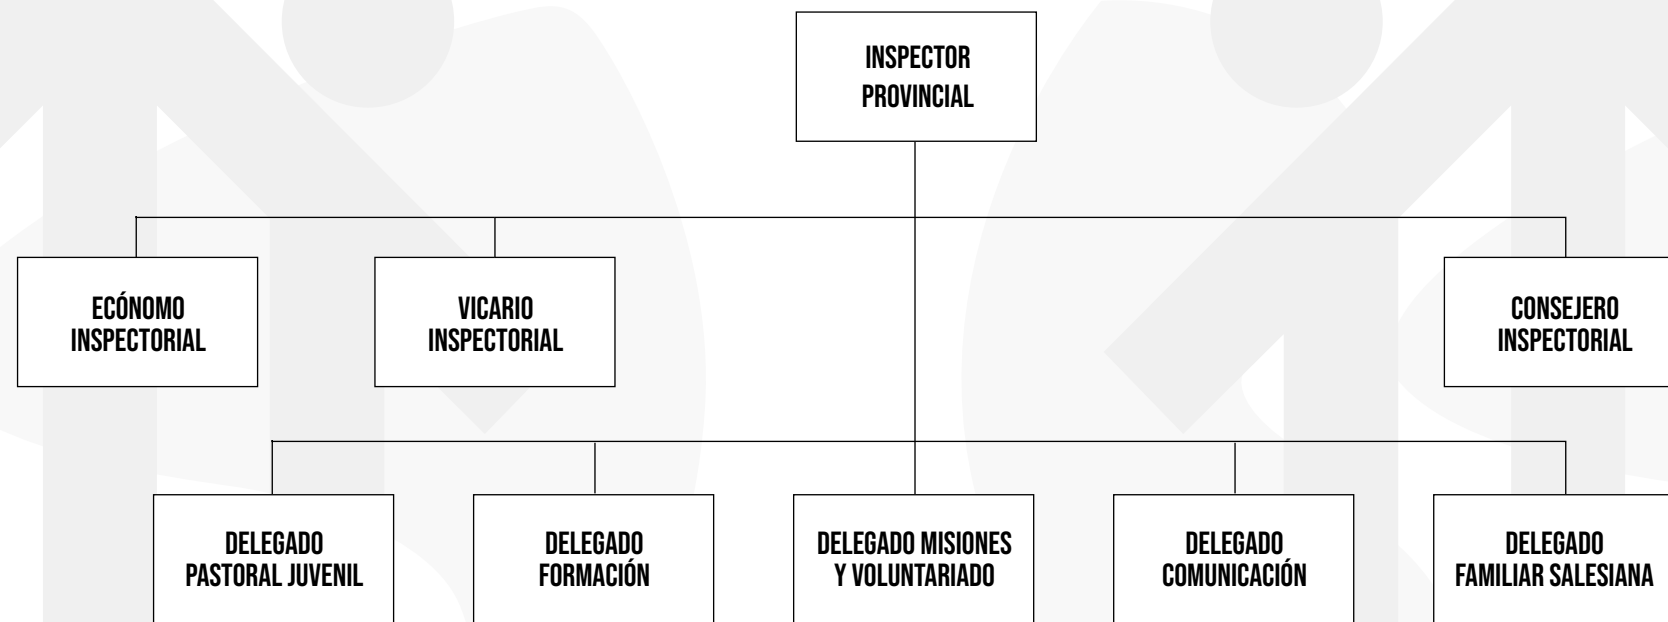 INSPECTOR
PROVINCIAL
ECÓNOMO
INSPECTORIAL
VICARIO
INSPECTORIAL
CONSEJERO
INSPECTORIAL
DELEGADO
PASTORAL JUVENIL
DELEGADO
FORMACIÓN
DELEGADO MISIONES
Y VOLUNTARIADO
DELEGADO
COMUNICACIÓN
DELEGADO
FAMILIAR SALESIANA